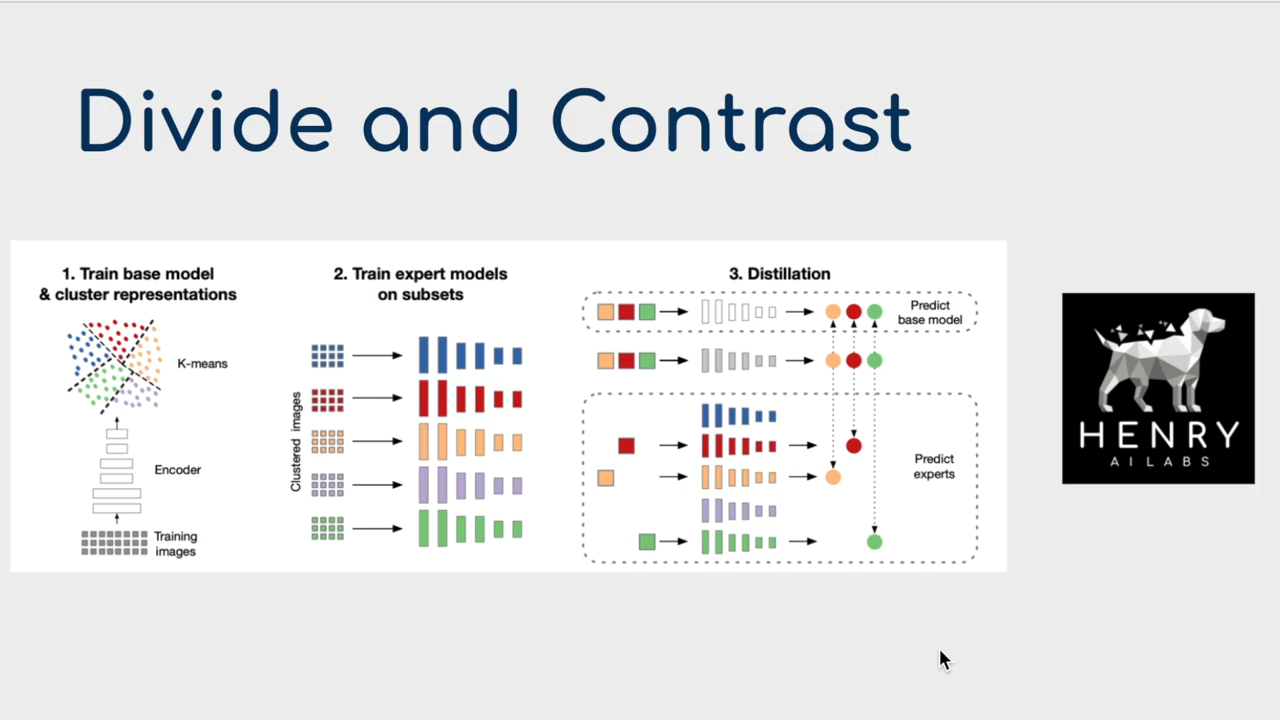 Divide and Contrast
1. Train base model
& cluster representations
K-means
Encoder
Training
images
2. Train expert models
on subsets
Clustered images
3. Distillation
Predict
base model
Predict
experts
HENRY
AI LABS